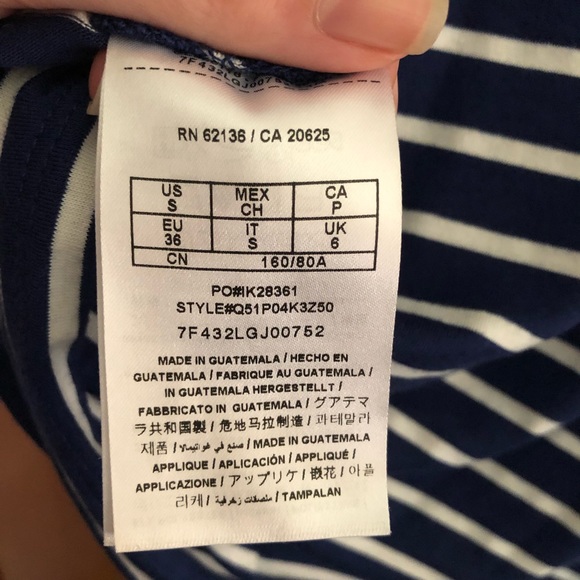 7F432LGJ0075
RN 62136 / CA 20625
US S MEX CH CA P
EU 36 IT S UK 6
CN 160/80A
PO#IK28361
STYLE#Q51P04K3Z50
7F432LGJ00752
MADE IN GUATEMALA / HECHO EN
GUATEMALA / FABRIQUE AU GUATEMALA /
IN GUATEMALA HERGESTELLT /
FABBRICATO IN GUATEMALA / グアテマ
ラ共和国製 / 危地马拉制造 / 과테말라
제품 / صنع في غواتيمالا / MADE IN GUATEMALA
APPLIQUE / APLICACIÓN / APPLIQUÉ /
APPLICAZIONE / アップリケ / 嵌花 / 아플
리케 / ملصقات زخرفية / TAMPALAN